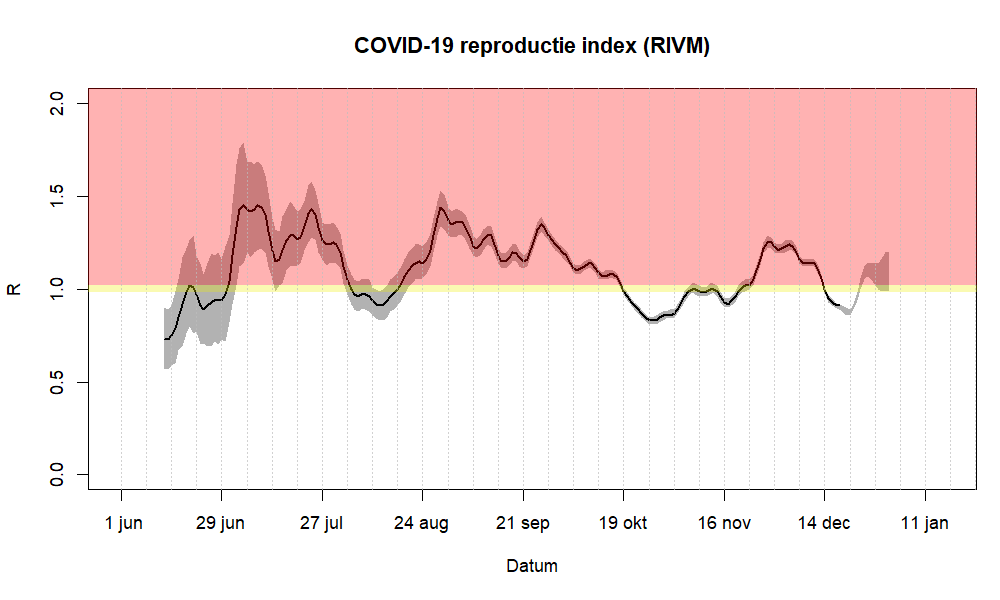 COVID-19 reproductie index (RIVM)
2.0
1.5
1.0
0.5
0.0
R
1 jun 29 jun 27 jul 24 aug 21 sep 19 okt 16 nov 14 dec 11 jan
Datum